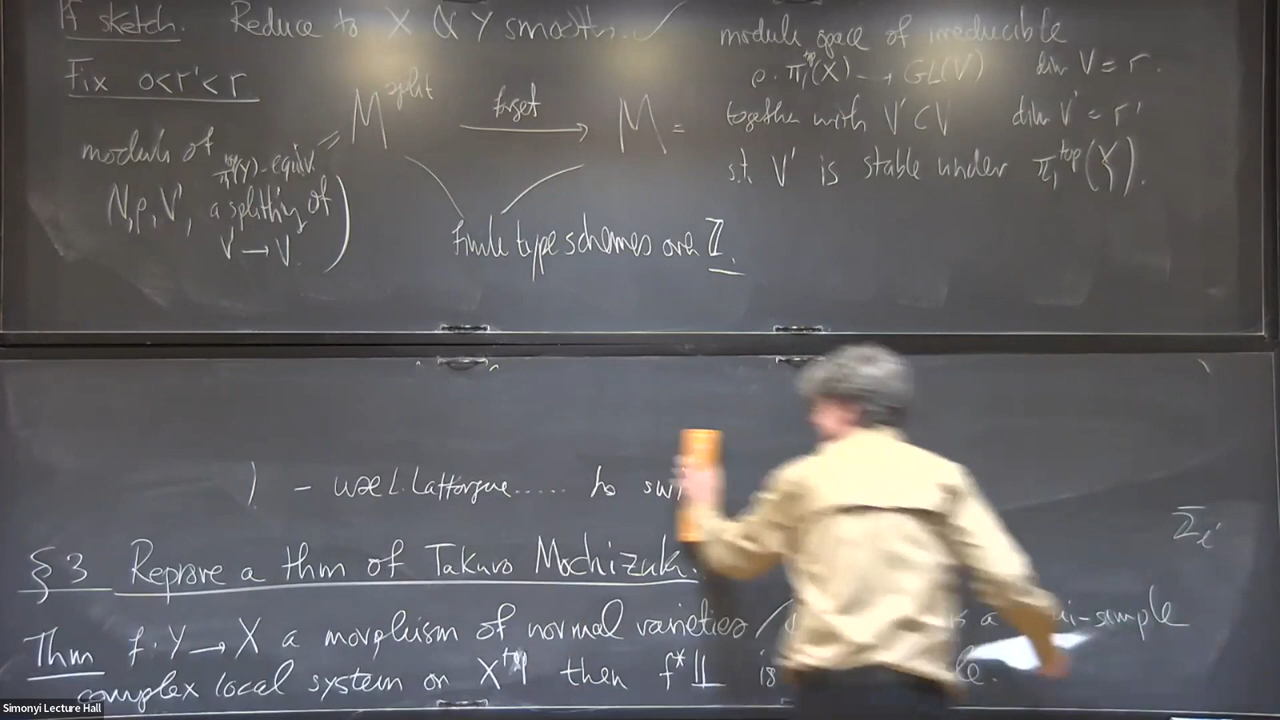 Pf sketch. Reduce to X & Y smooth. ✓
Fix 0<r'<r
M^split forget → M =
moduli space of irreducible
ρ: π₁^top(X) → GL(V) dim V = r.
together with V' ⊂ V dim V' = r'
s.t. V' is stable under π₁^top(Y).
moduli of π₁^top(Y)-equiv
V, ρ, V', a splitting of
V → V
Finite type schemes over ℤ.
) – use L. Lafforgue..... to
§3 Reprove a thm of Takuro Mochizuki.
Thm f: Y → X a morphism of normal varieties / is a semi-simple
complex local system on X^top then f*𝕃 is
Simonyi Lecture Hall